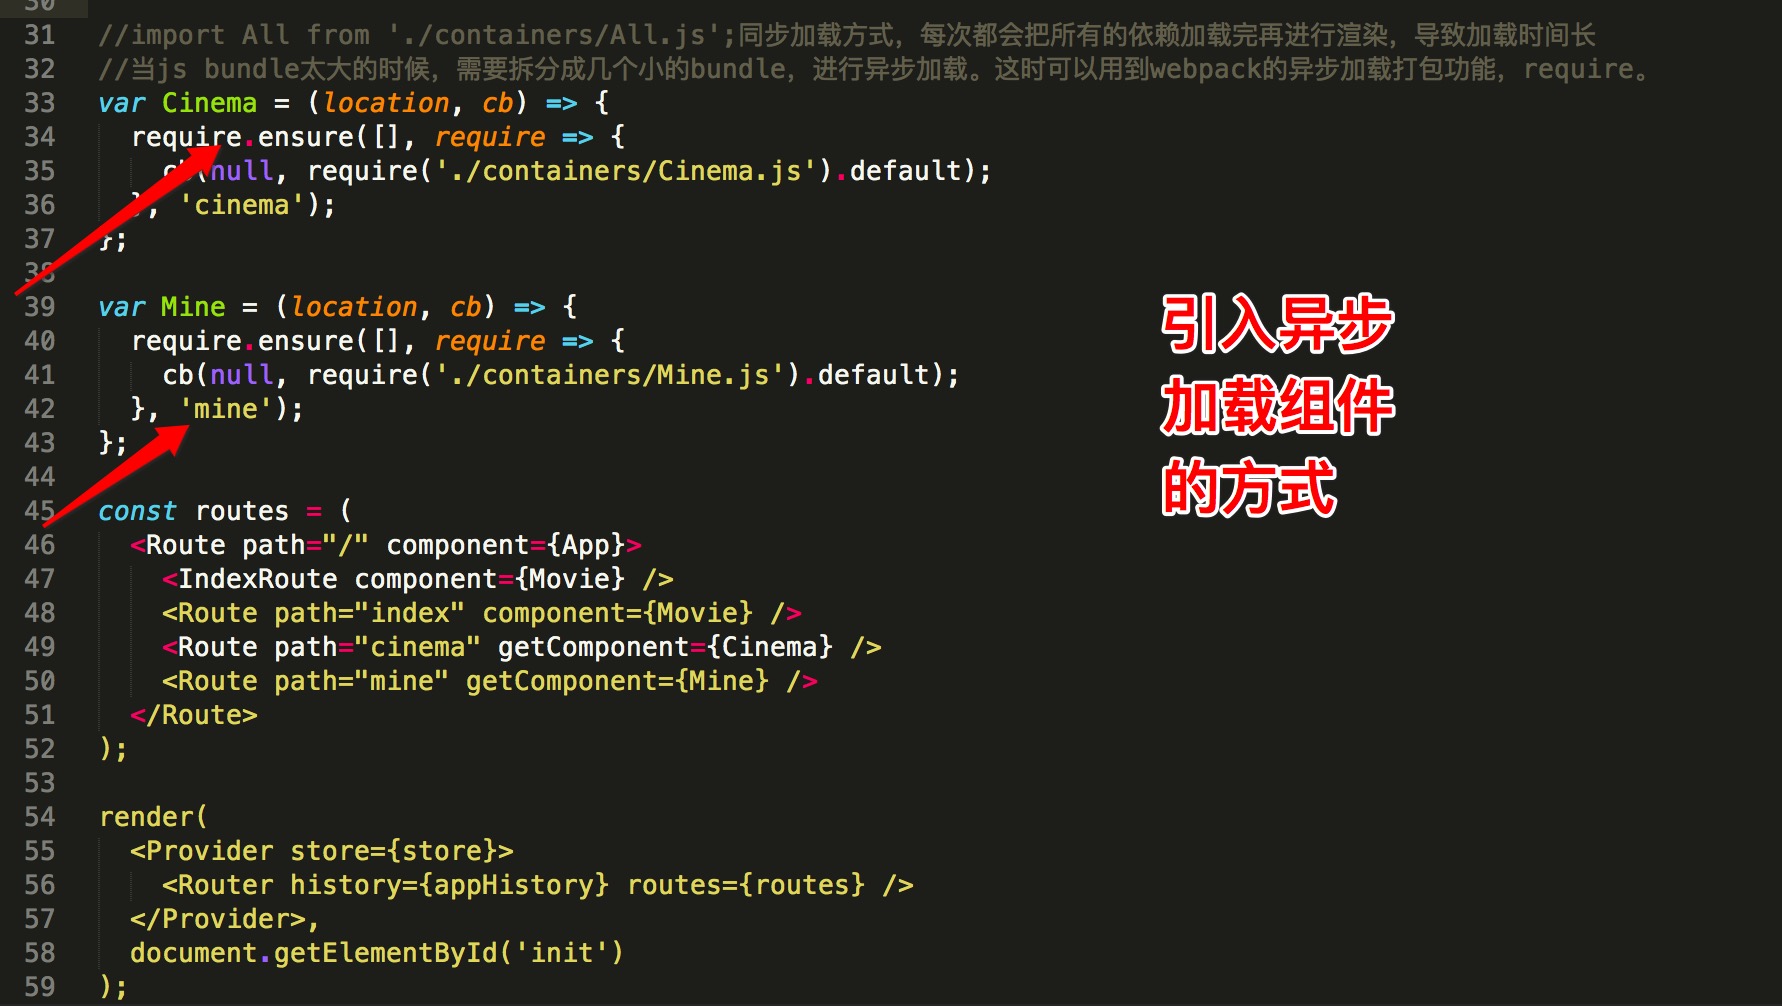 30
31 //import All from './containers/All.js';同步加载方式，每次都会把所有的依赖加载完再进行渲染，导致加载时间长
32 //当js bundle太大的时候，需要拆分成几个小的bundle，进行异步加载。这时可以用到webpack的异步加载打包功能，require。
33 var Cinema = (location, cb) => {
34 require.ensure([], require => {
35 cb(null, require('./containers/Cinema.js').default);
36 }, 'cinema');
37 };
38
39 var Mine = (location, cb) => {
40 require.ensure([], require => {
41 cb(null, require('./containers/Mine.js').default);
42 }, 'mine');
43 };
44
45 const routes = (
46 <Route path="/" component={App}>
47 <IndexRoute component={Movie} />
48 <Route path="index" component={Movie} />
49 <Route path="cinema" getComponent={Cinema} />
50 <Route path="mine" getComponent={Mine} />
51 </Route>
52 );
53
54 render(
55 <Provider store={store}>
56 <Router history={appHistory} routes={routes} />
57 </Provider>,
58 document.getElementById('init')
59 );
引入异步
加载组件
的方式